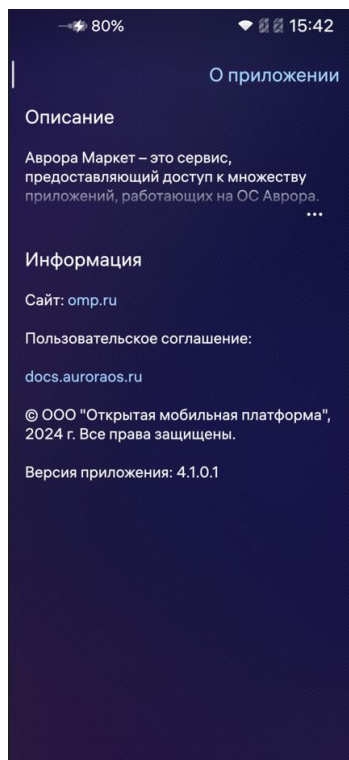 80%
15:42
О приложении
Описание
Аврора Маркет – это сервис,
предоставляющий доступ к множеству
приложений, работающих на ОС Аврора.
...
Информация
Сайт: omp.ru
Пользовательское соглашение:
docs.auroraos.ru
© ООО "Открытая мобильная платформа",
2024 г. Все права защищены.
Версия приложения: 4.1.0.1